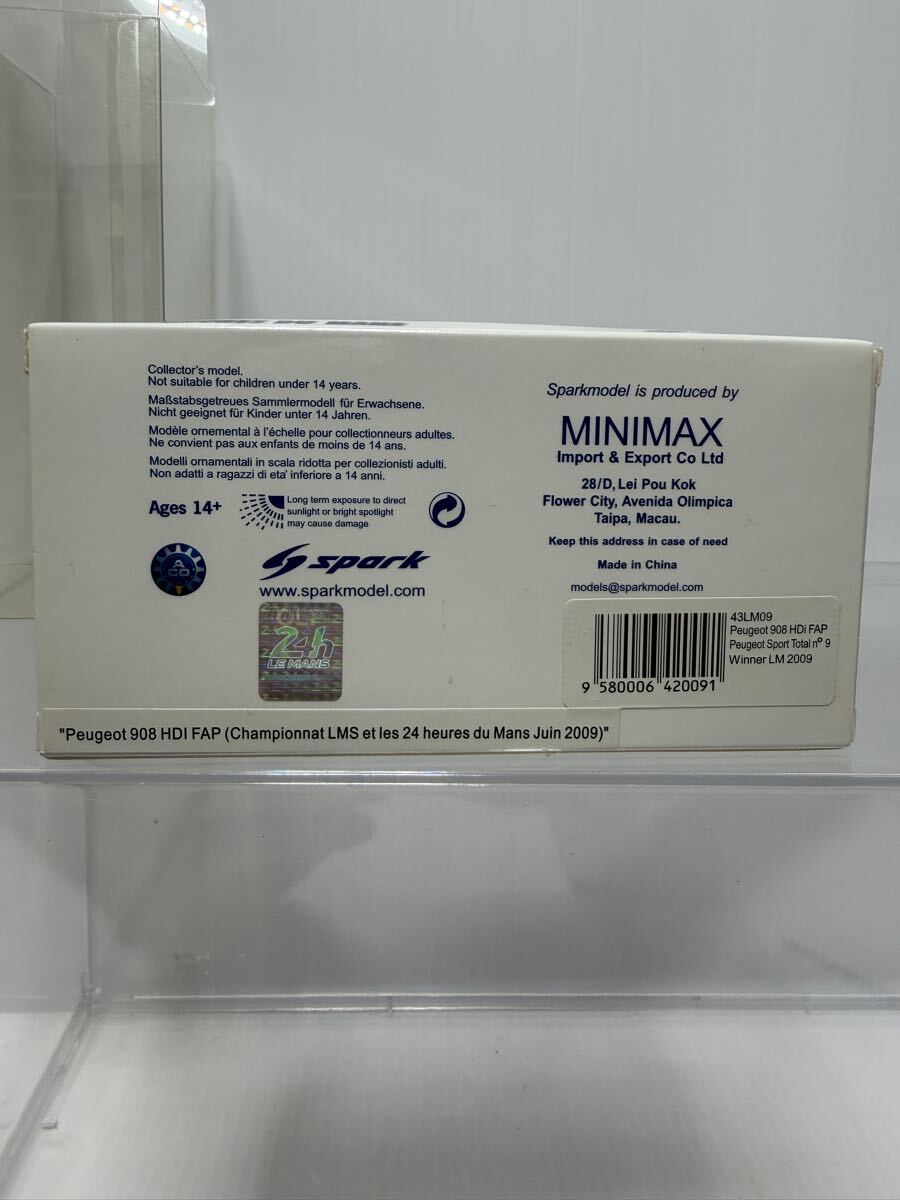 Collector's model.
Not suitable for children under 14 years.
Maßstabsgetreues Sammlermodell für Erwachsene.
Nicht geeignet für Kinder unter 14 Jahren.
Modèle ornemental à l'échelle pour collectionneurs adultes.
Ne convient pas aux enfants de moins de 14 ans.
Modelli ornamentali in scala ridotta per collezionisti adulti.
Non adatti a ragazzi di eta' inferiore a 14 anni.
Ages 14+
Long term exposure to direct
sunlight or bright spotlight
may cause damage
ACO
spark
www.sparkmodel.com
24h
LE MANS
Sparkmodel is produced by
MINIMAX
Import & Export Co Ltd
28/D, Lei Pou Kok
Flower City, Avenida Olimpica
Taipa, Macau.
Keep this address in case of need
Made in China
models@sparkmodel.com
43LM09
Peugeot 908 HDi FAP
Peugeot Sport Total nº 9
Winner LM 2009
9 580006 420091
"Peugeot 908 HDI FAP (Championnat LMS et les 24 heures du Mans Juin 2009)"